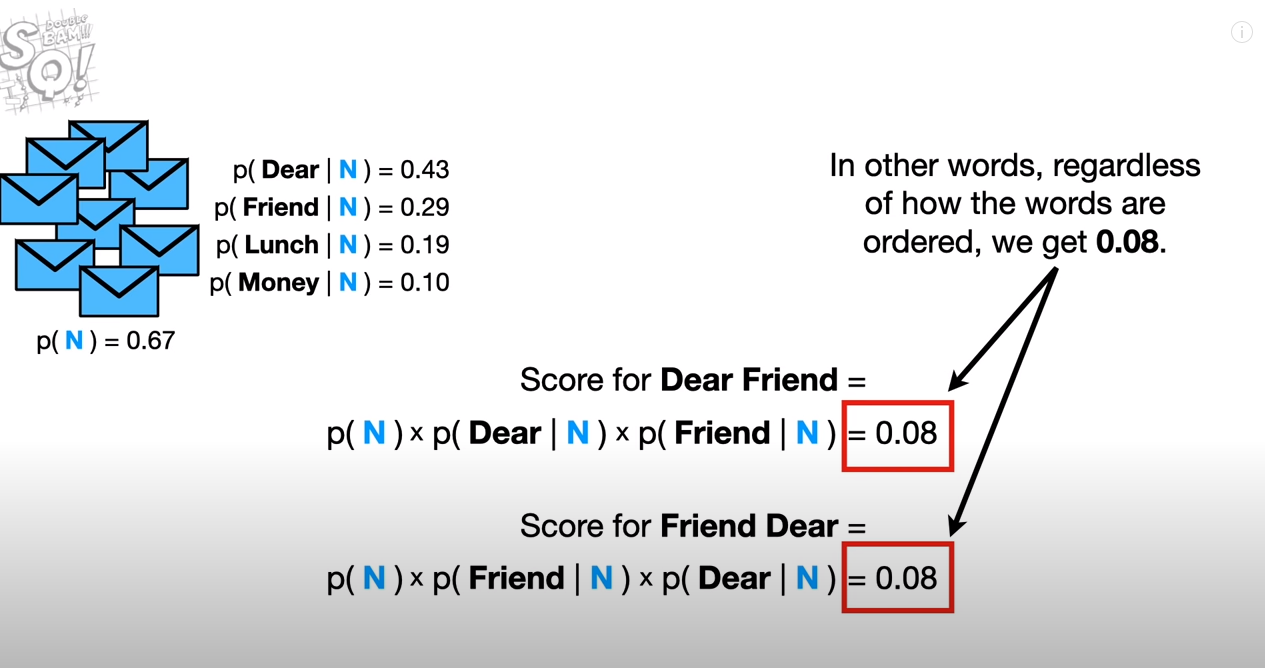 DOUBLE
BAM!!!
SQ!
p( Dear | N ) = 0.43
p( Friend | N ) = 0.29
p( Lunch | N ) = 0.19
p( Money | N ) = 0.10
p( N ) = 0.67
In other words, regardless
of how the words are
ordered, we get 0.08.
Score for Dear Friend =
p( N ) x p( Dear | N ) x p( Friend | N ) = 0.08
Score for Friend Dear =
p( N ) x p( Friend | N ) x p( Dear | N ) = 0.08